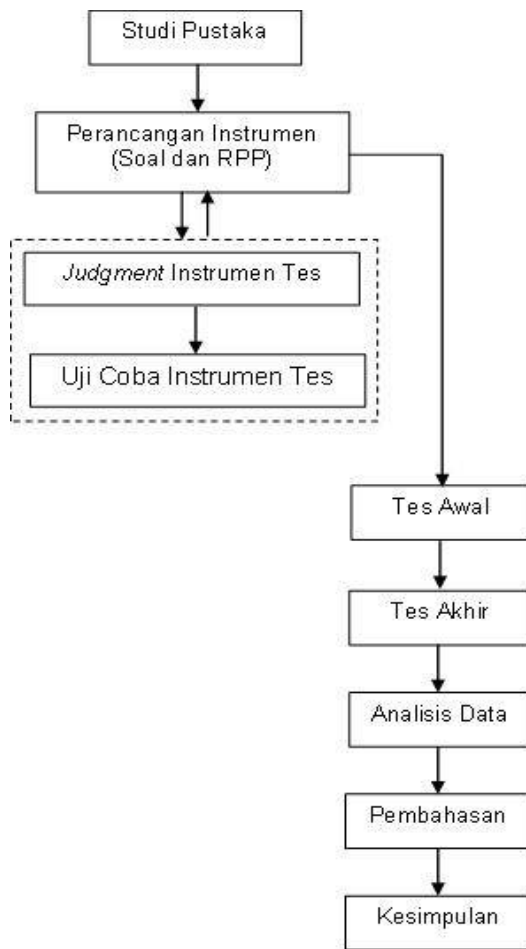 Studi Pustaka
Perancangan Instrumen
(Soal dan RPP)
Judgment Instrumen Tes
Uji Coba Instrumen Tes
Tes Awal
Tes Akhir
Analisis Data
Pembahasan
Kesimpulan